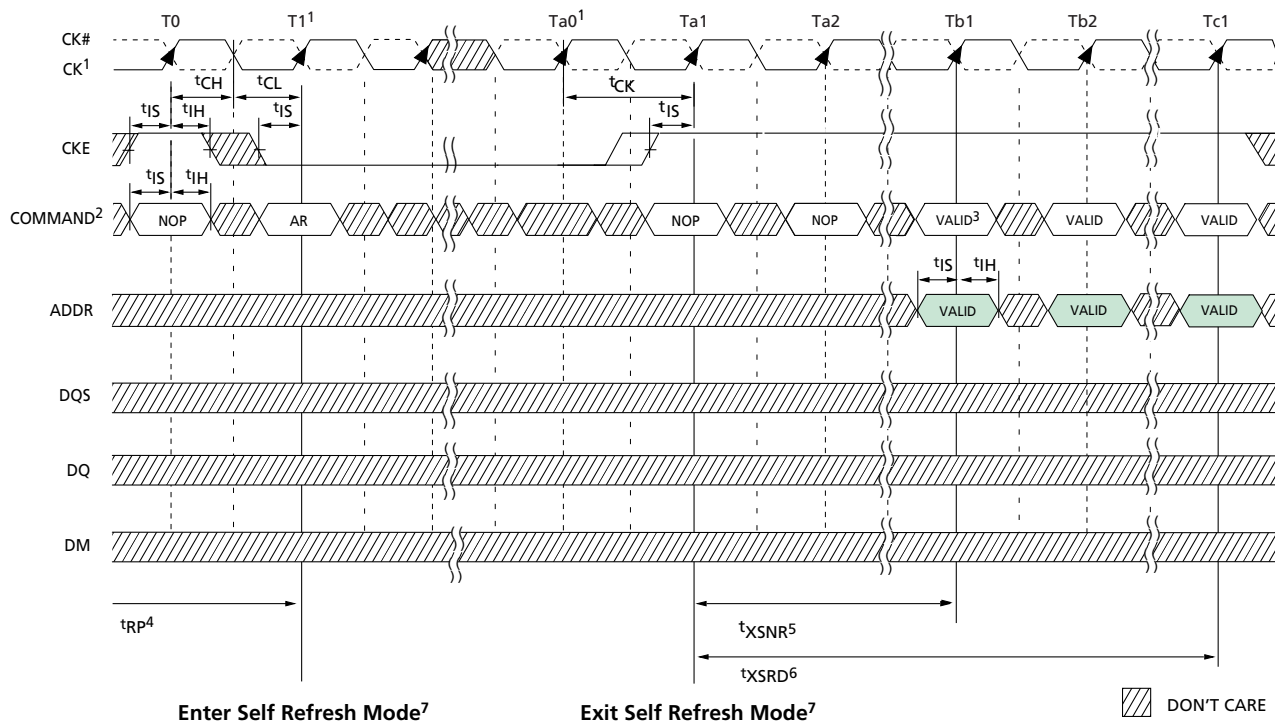 T0 T1¹ Ta0¹ Ta1 Ta2 Tb1 Tb2 Tc1
CK#
CK¹
tCH tCL tCK
tIS tIH tIS tIS
CKE
tIS tIH
COMMAND² NOP AR NOP NOP VALID³ VALID VALID
tIS tIH
ADDR VALID VALID VALID
DQS
DQ
DM
tRP⁴ tXSNR⁵
tXSRD⁶
Enter Self Refresh Mode⁷ Exit Self Refresh Mode⁷ DON'T CARE